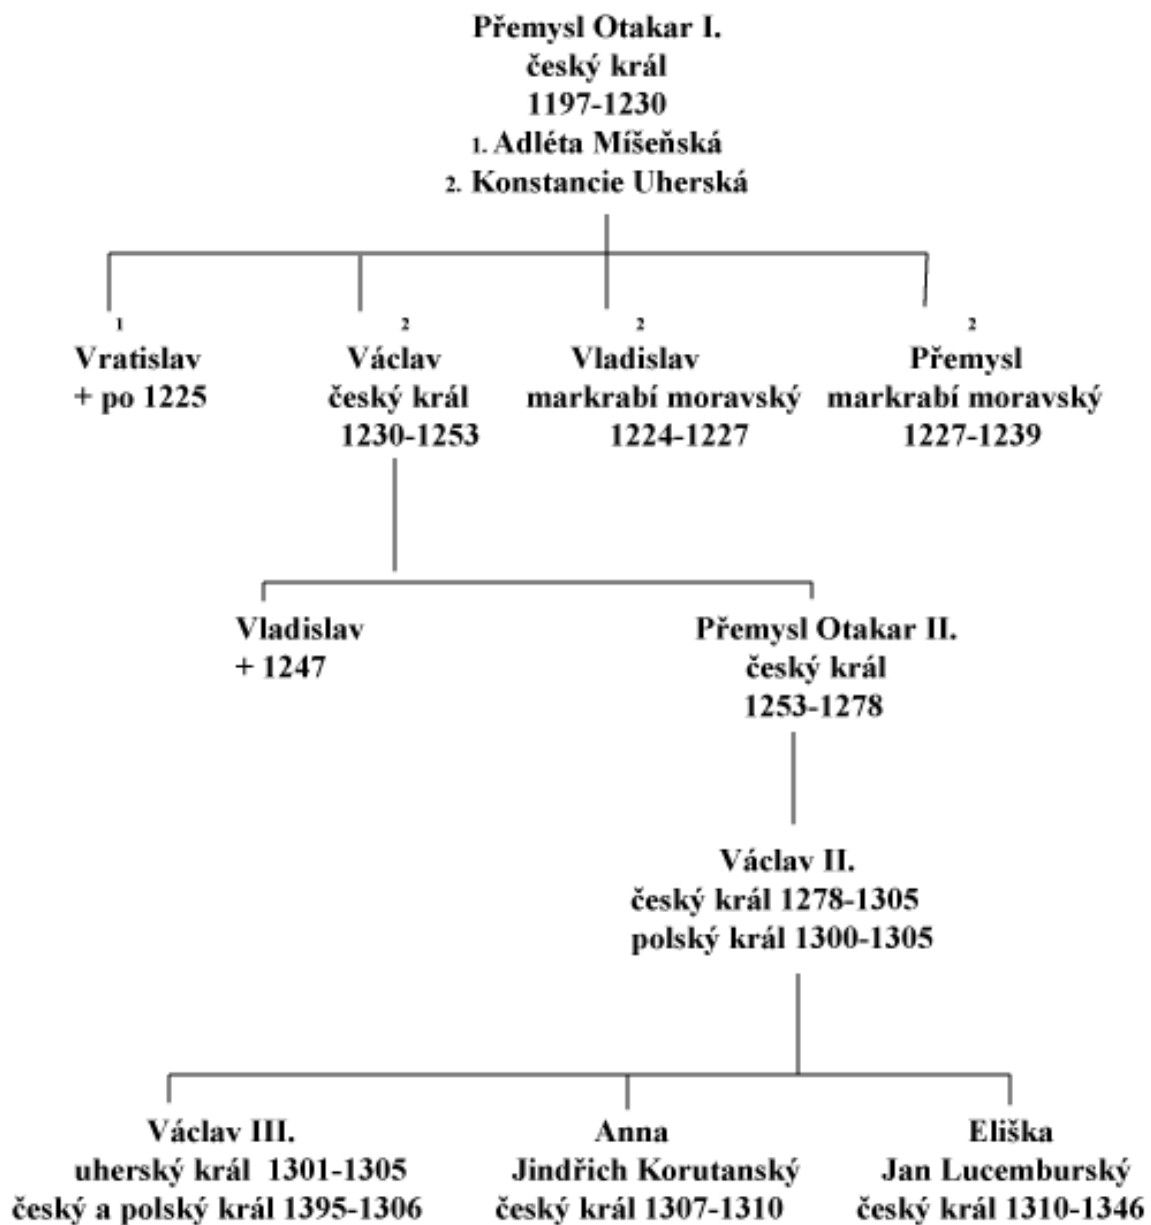 Přemysl Otakar I.
český král
1197-1230
1. Adléta Míšeňská
2. Konstancie Uherská
1 2 2 2
Vratislav Václav Vladislav Přemysl
+ po 1225 český král markrabí moravský markrabí moravský
1230-1253 1224-1227 1227-1239
Vladislav Přemysl Otakar II.
+ 1247 český král
1253-1278
Václav II.
český král 1278-1305
polský král 1300-1305
Václav III. Anna Eliška
uherský král 1301-1305 Jindřich Korutanský Jan Lucemburský
český a polský král 1395-1306 český král 1307-1310 český král 1310-1346